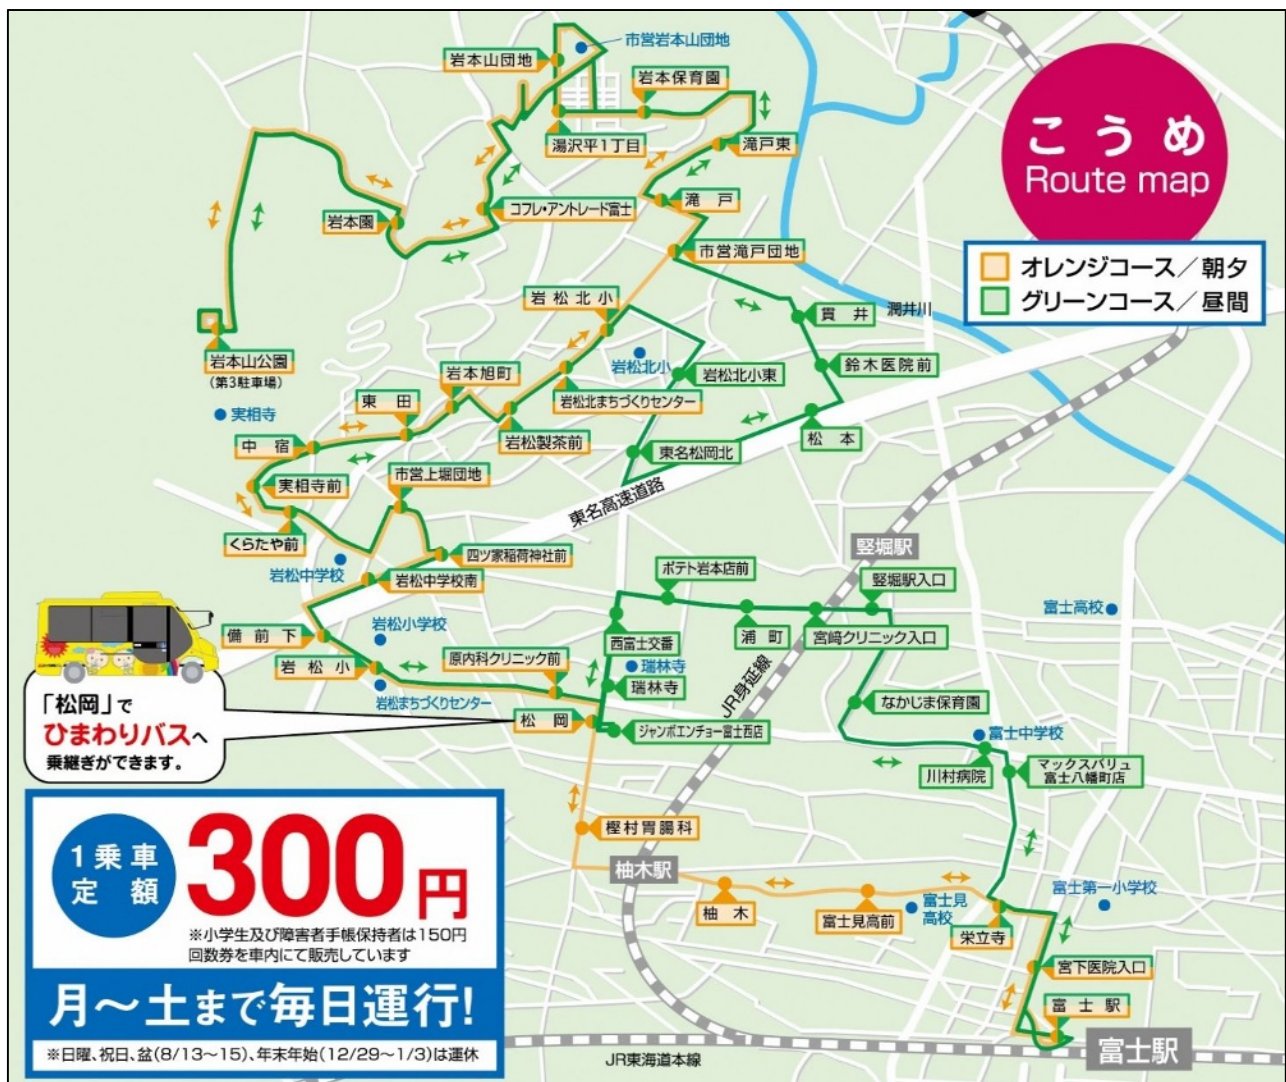 こうめ
Route map
オレンジコース／朝夕
グリーンコース／昼間
市営岩本山団地
岩本山団地
岩本保育園
湯沢平1丁目
滝戸東
コフレ・アントレード富士
滝戸
岩本園
市営滝戸団地
岩松北小
貫井
潤井川
岩本山公園
(第3駐車場)
岩本旭町
岩松北小
岩松北小東
鈴木医院前
実相寺
東田
岩松北まちづくりセンター
中宿
岩松製茶前
東名松岡北
松本
実相寺前
市営上堀団地
東名高速道路
くらたや前
竪堀駅
岩松中学校
四ツ家稲荷神社前
岩松中学校南
ポテト岩本店前
竪堀駅入口
富士高校
備前下
岩松小学校
西富士交番
浦町
宮﨑クリニック入口
岩松小
原内科クリニック前
瑞林寺
瑞林寺
JR身延線
岩松まちづくりセンター
なかじま保育園
松岡
ジャンボエンチョー富士西店
富士中学校
川村病院
マックスバリュ
富士八幡町店
「松岡」で
ひまわりバスへ
乗継ぎができます。
樫村胃腸科
柚木駅
柚木
富士見高前
富士見
高校
栄立寺
富士第一小学校
宮下医院入口
富士駅
富士駅
JR東海道本線
1乗車
定額
300円
※小学生及び障害者手帳保持者は150円
回数券を車内にて販売しています
月〜土まで毎日運行!
※日曜、祝日、盆(8/13〜15)、年末年始(12/29〜1/3)は運休